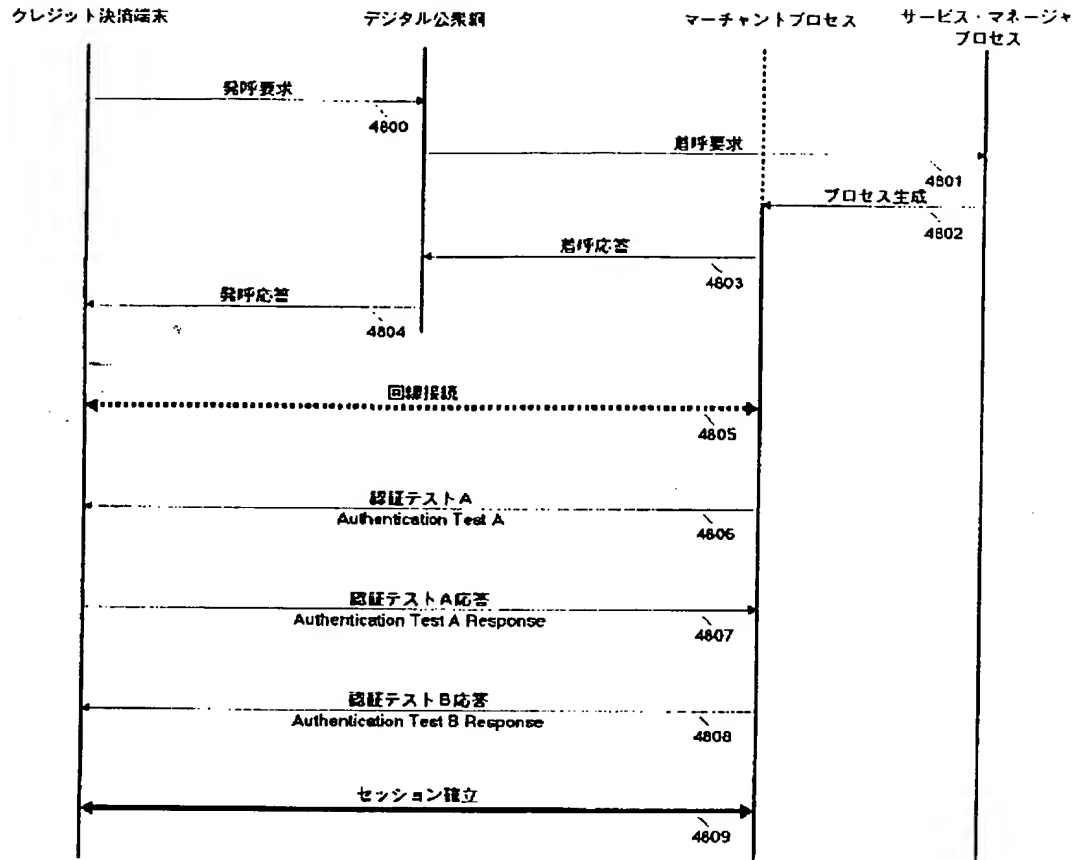 クレジット決済端末
デジタル公衆網
マーチャントプロセス
サービス・マネージャ
プロセス
発呼要求
4800
着呼要求
4801
プロセス生成
4802
着呼応答
4803
発呼応答
4804
回線接続
4805
認証テストA
Authentication Test A
4806
認証テストA応答
Authentication Test A Response
4807
認証テストB応答
Authentication Test B Response
4808
セッション確立
4809